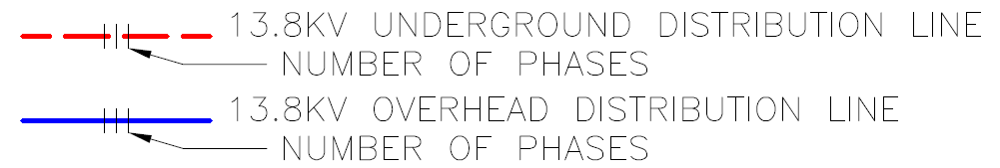 13.8KV UNDERGROUND DISTRIBUTION LINE
NUMBER OF PHASES
13.8KV OVERHEAD DISTRIBUTION LINE
NUMBER OF PHASES